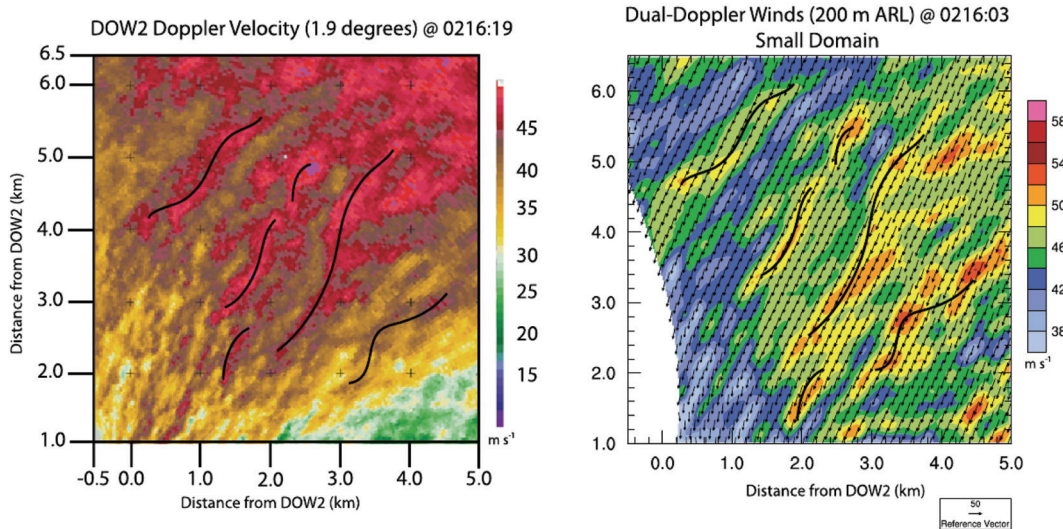 DOW2 Doppler Velocity (1.9 degrees) @ 0216:19
6.5
6.0
5.0
4.0
3.0
2.0
1.0
Distance from DOW2 (km)
-0.5 0.0 1.0 2.0 3.0 4.0 5.0
Distance from DOW2 (km)
45
40
35
30
25
20
15
m s⁻¹
Dual-Doppler Winds (200 m ARL) @ 0216:03
Small Domain
6.0
5.0
4.0
3.0
2.0
1.0
0.0 1.0 2.0 3.0 4.0 5.0
Distance from DOW2 (km)
58
54
50
46
42
38
m s⁻¹
50
Reference Vector